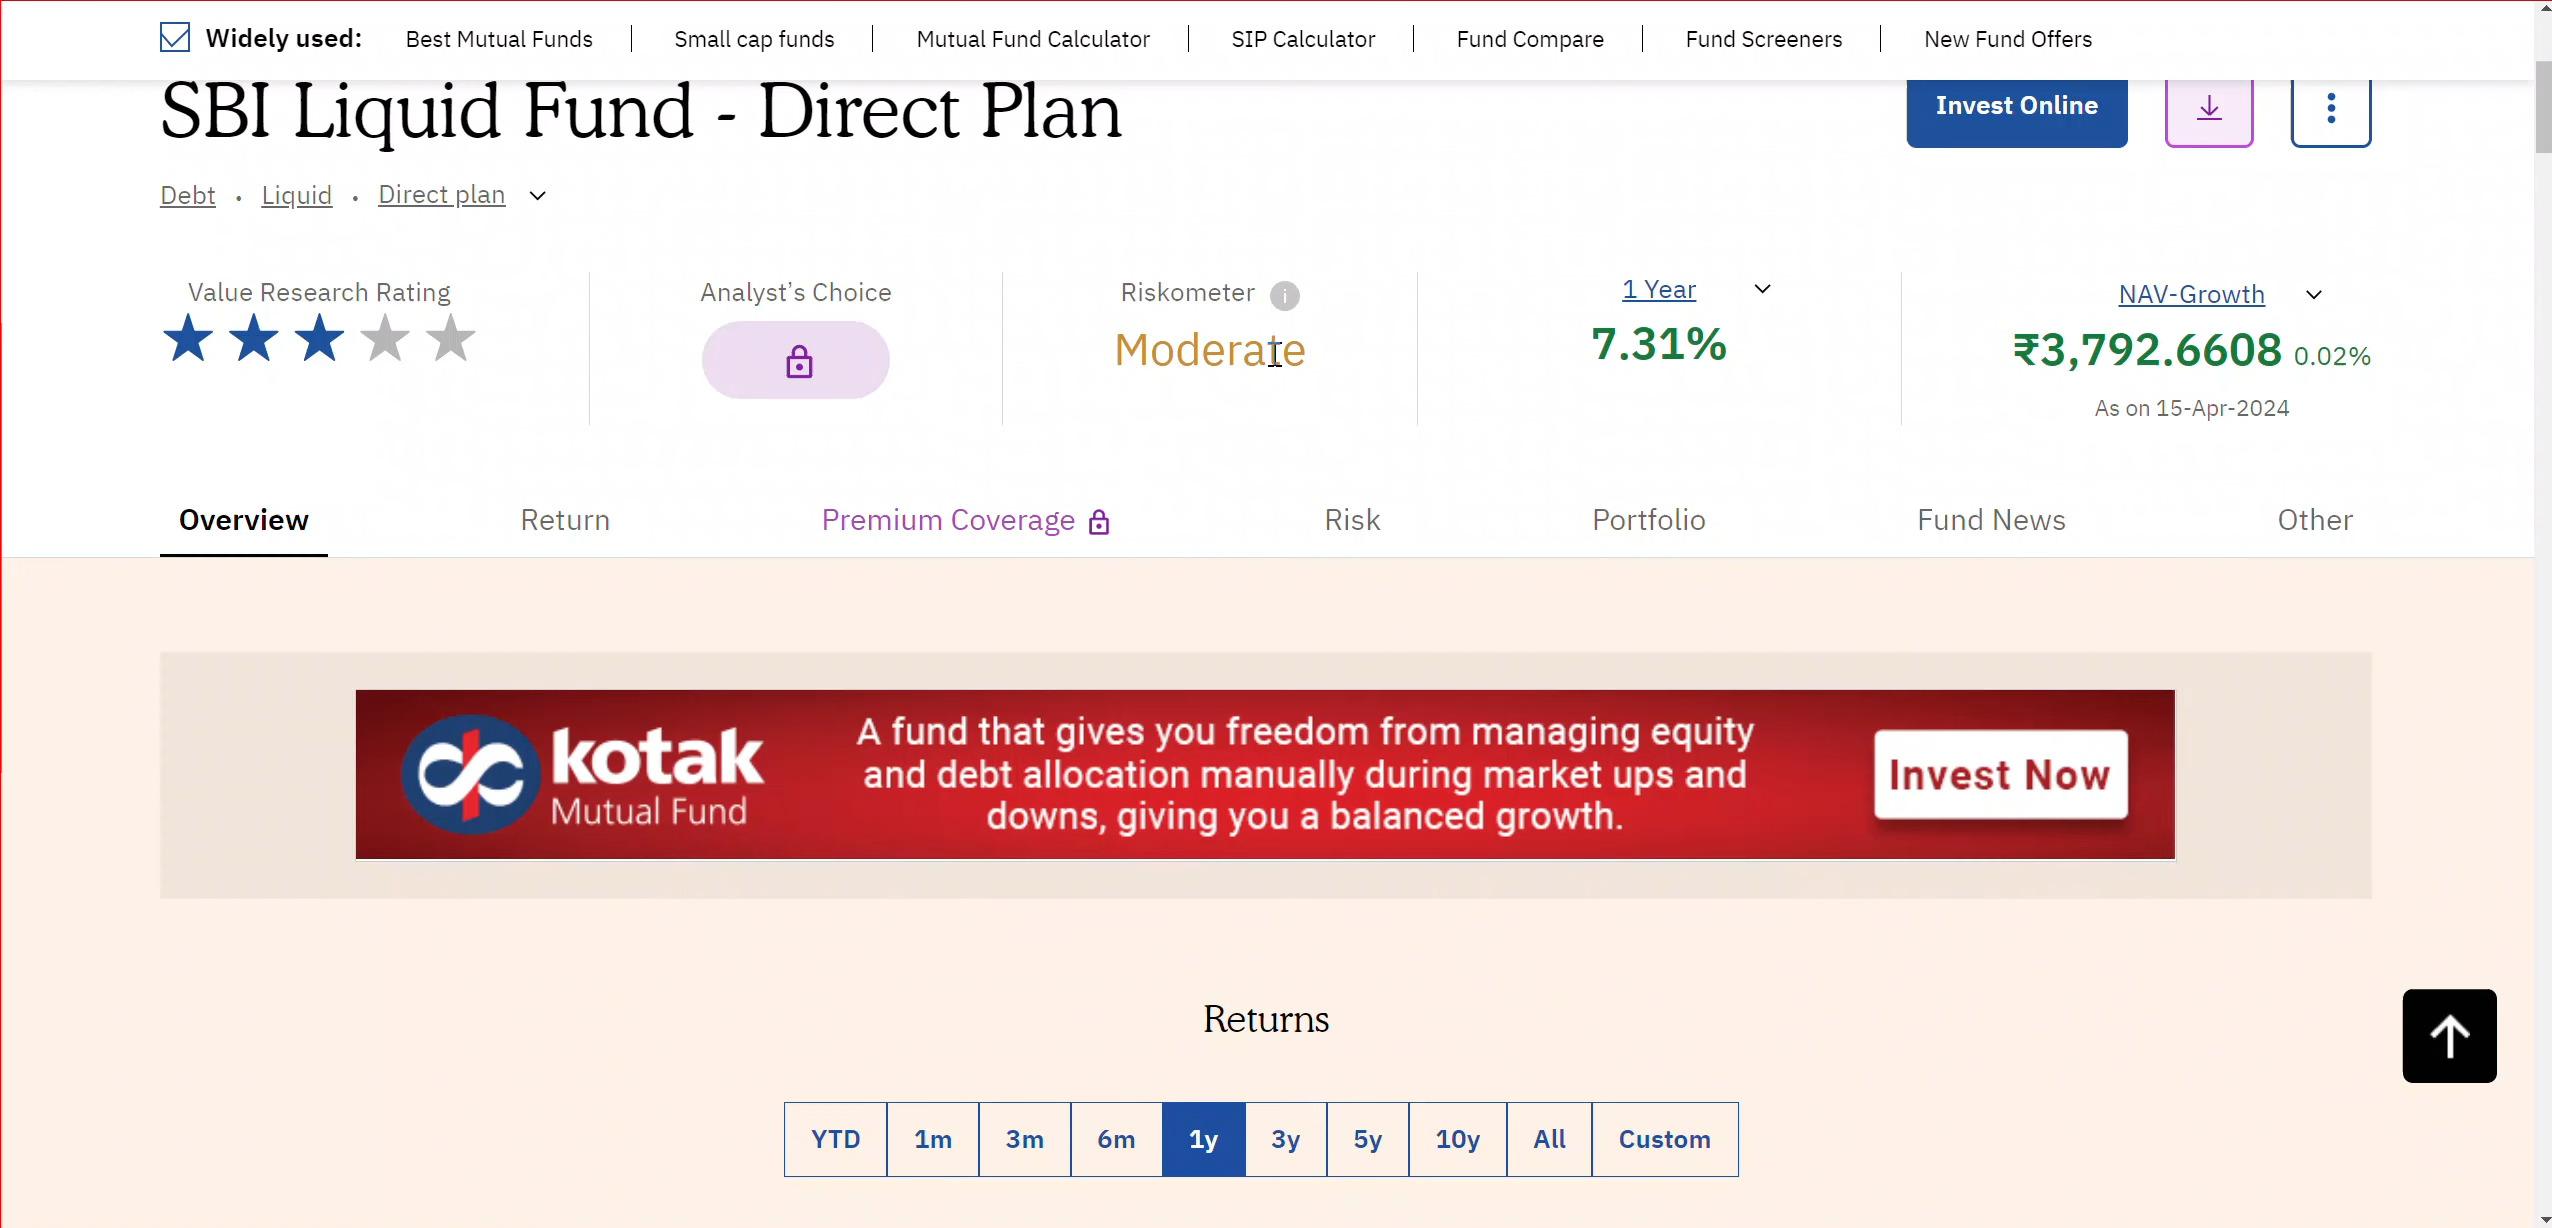 Widely used: Best Mutual Funds Small cap funds Mutual Fund Calculator SIP Calculator Fund Compare Fund Screeners New Fund Offers
SBI Liquid Fund - Direct Plan
Invest Online
Debt • Liquid • Direct plan
Value Research Rating
Analyst's Choice
Riskometer i
Moderate
1 Year
7.31%
NAV-Growth
₹3,792.6608 0.02%
As on 15-Apr-2024
Overview Return Premium Coverage Risk Portfolio Fund News Other
kotak
Mutual Fund
A fund that gives you freedom from managing equity
and debt allocation manually during market ups and
downs, giving you a balanced growth.
Invest Now
Returns
YTD 1m 3m 6m 1y 3y 5y 10y All Custom